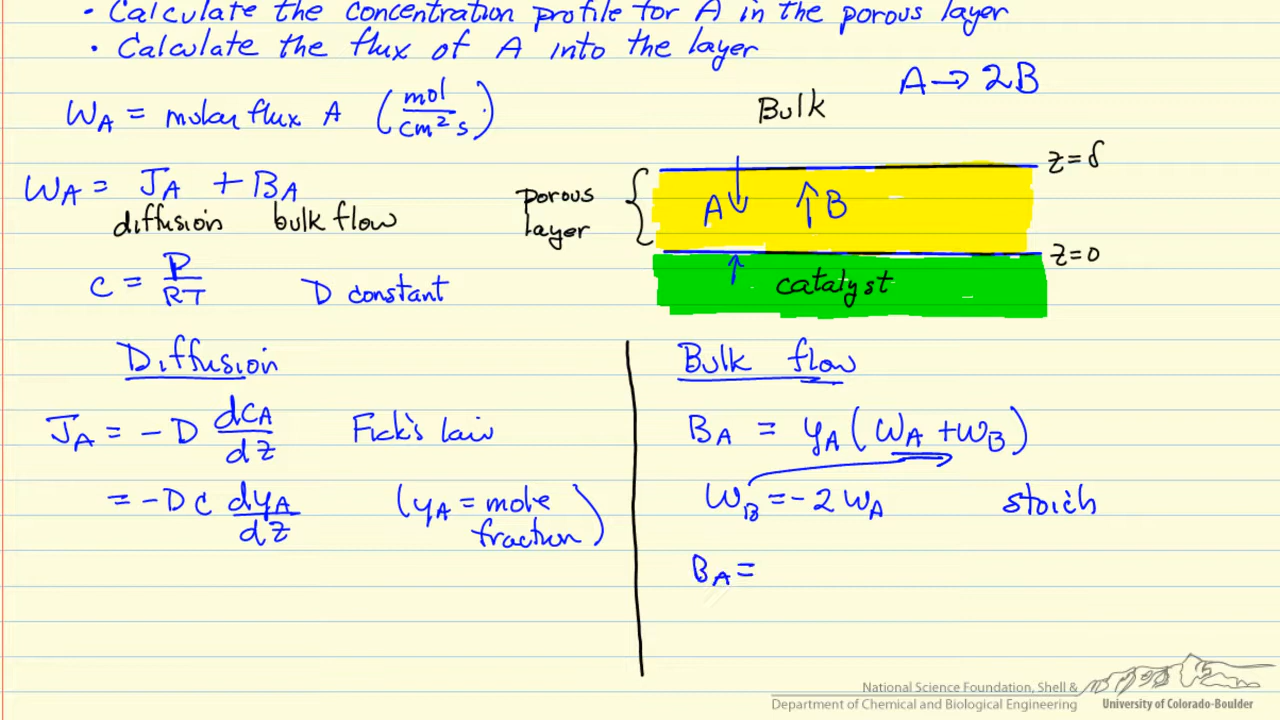 • Calculate the concentration profile for A in the porous layer
• Calculate the flux of A into the layer
A → 2B
W_A = molar flux A (mol/cm² s)
Bulk
z = δ
W_A = J_A + B_A
diffusion bulk flow
porous layer
A ↓ ↑ B
z = 0
c = P/RT D constant
catalyst
Diffusion
J_A = -D dC_A/dz Fick's law
= -D C dy_A/dz (y_A = mole fraction)
Bulk flow
B_A = y_A (W_A + W_B)
W_B = -2 W_A stoich
B_A =
National Science Foundation, Shell &
Department of Chemical and Biological Engineering
University of Colorado-Boulder